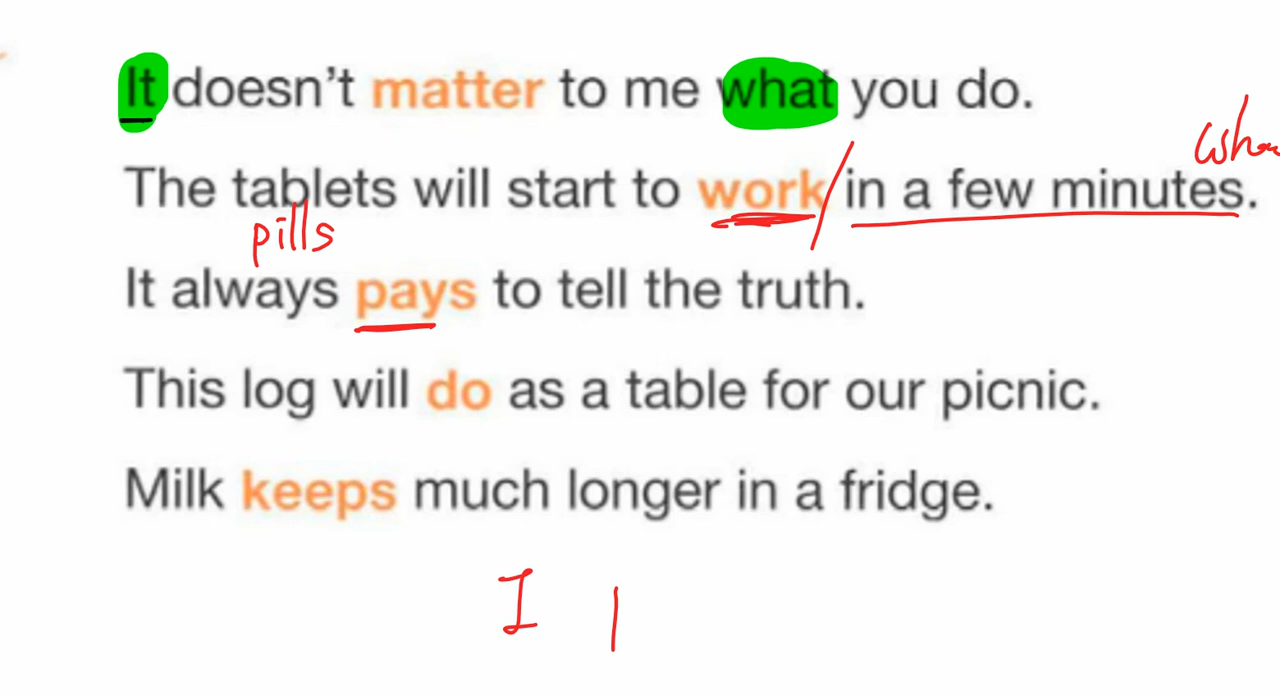 It doesn't matter to me what you do.
The tablets will start to work / in a few minutes.
pills
It always pays to tell the truth.
This log will do as a table for our picnic.
Milk keeps much longer in a fridge.
I